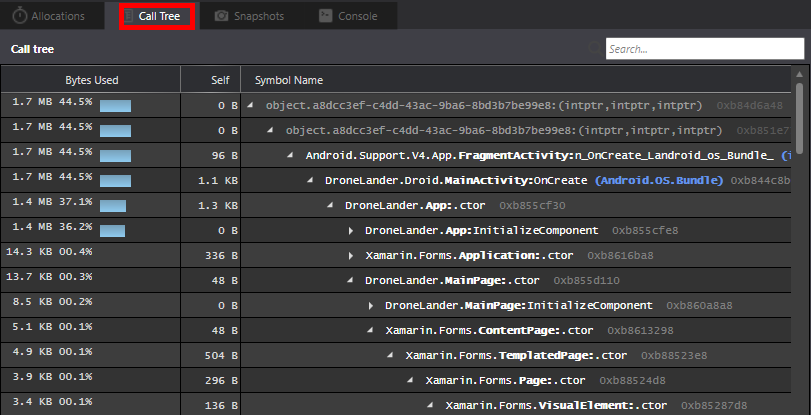 Allocations Call Tree Snapshots Console
Call tree Search...
Bytes Used Self Symbol Name
1.7 MB 44.5% 0 B object.a8dcc3ef-c4dd-43ac-9ba6-8bd3b7be99e8:(intptr,intptr,intptr) 0xb84d6a48
1.7 MB 44.5% 0 B object.a8dcc3ef-c4dd-43ac-9ba6-8bd3b7be99e8:(intptr,intptr,intptr) 0xb851e7
1.7 MB 44.5% 96 B Android.Support.V4.App.FragmentActivity:n_OnCreate_Landroid_os_Bundle_ (i
1.7 MB 44.5% 1.1 KB DroneLander.Droid.MainActivity:OnCreate (Android.OS.Bundle) 0xb844c8b
1.4 MB 37.1% 1.3 KB DroneLander.App:.ctor 0xb855cf30
1.4 MB 36.2% 0 B DroneLander.App:InitializeComponent 0xb855cfe8
14.3 KB 00.4% 336 B Xamarin.Forms.Application:.ctor 0xb8616ba8
13.7 KB 00.3% 48 B DroneLander.MainPage:.ctor 0xb855d110
8.5 KB 00.2% 0 B DroneLander.MainPage:InitializeComponent 0xb860a8a8
5.1 KB 00.1% 48 B Xamarin.Forms.ContentPage:.ctor 0xb8613298
4.9 KB 00.1% 504 B Xamarin.Forms.TemplatedPage:.ctor 0xb88523e8
3.9 KB 00.1% 296 B Xamarin.Forms.Page:.ctor 0xb88524d8
3.4 KB 00.1% 136 B Xamarin.Forms.VisualElement:.ctor 0xb85287d8